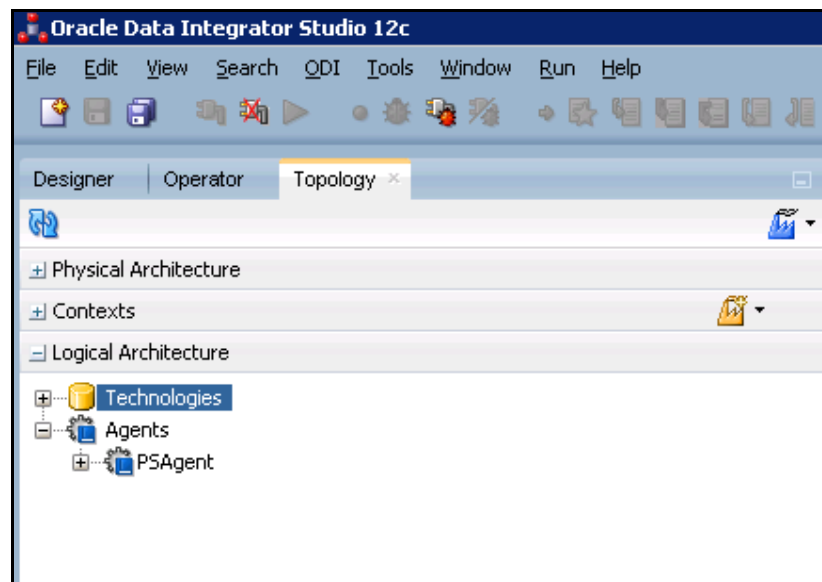 Oracle Data Integrator Studio 12c
File Edit View Search ODI Tools Window Run Help
Designer Operator Topology
Physical Architecture
Contexts
Logical Architecture
Technologies
Agents
PSAgent